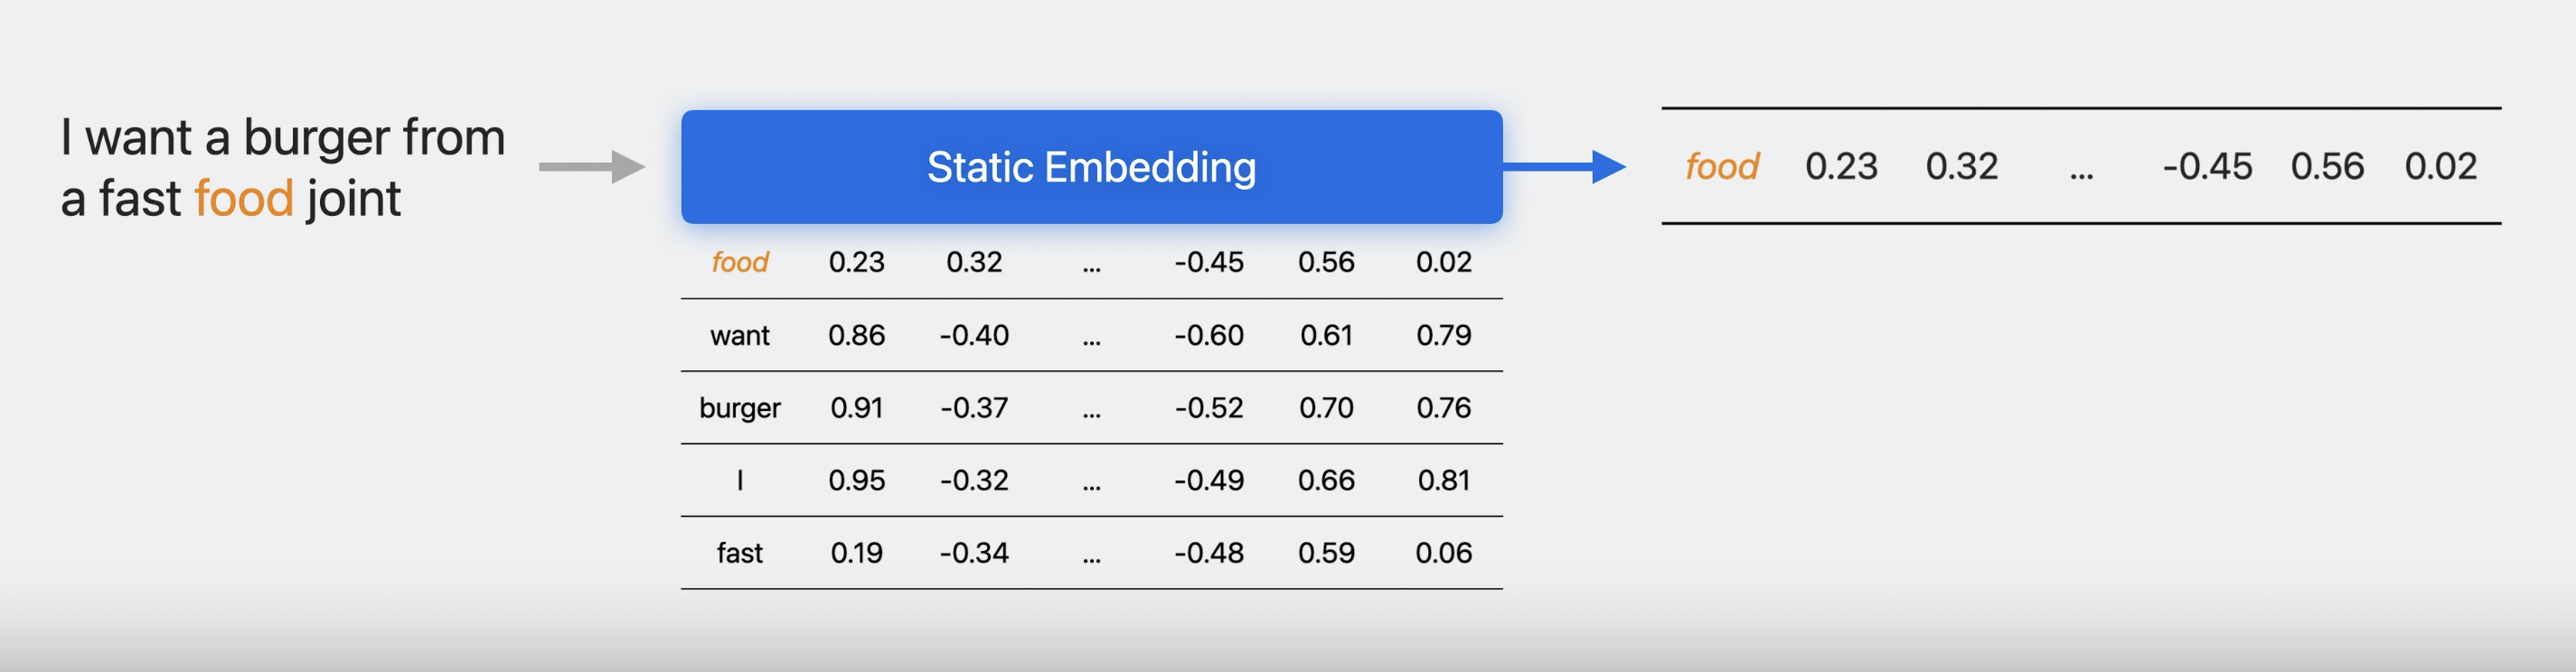 I want a burger from
a fast food joint
Static Embedding
food 0.23 0.32 ... -0.45 0.56 0.02
want 0.86 -0.40 ... -0.60 0.61 0.79
burger 0.91 -0.37 ... -0.52 0.70 0.76
I 0.95 -0.32 ... -0.49 0.66 0.81
fast 0.19 -0.34 ... -0.48 0.59 0.06
food 0.23 0.32 ... -0.45 0.56 0.02